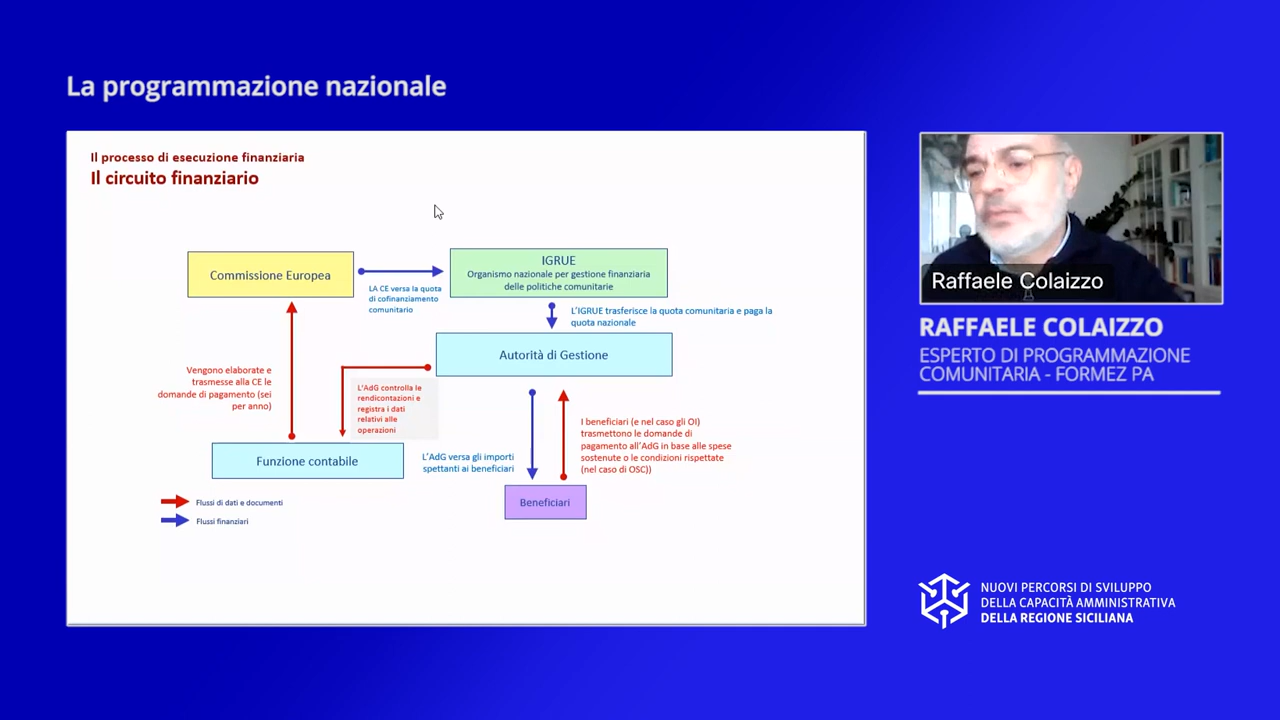 La programmazione nazionale
Il processo di esecuzione finanziaria
Il circuito finanziario
Commissione Europea
LA CE versa la quota
di cofinanziamento
comunitario
IGRUE
Organismo nazionale per gestione finanziaria
delle politiche comunitarie
L'IGRUE trasferisce la quota comunitaria e paga la
quota nazionale
Autorità di Gestione
Vengono elaborate e
trasmesse alla CE le
domande di pagamento (sei
per anno)
L'AdG controlla le
rendicontazioni e
registra i dati
relativi alle
operazioni
Funzione contabile
L'AdG versa gli importi
spettanti ai beneficiari
I beneficiari (e nel caso gli OI)
trasmettono le domande di
pagamento all'AdG in base alle spese
sostenute o le condizioni rispettate
(nel caso di OSC))
Beneficiari
Flussi di dati e documenti
Flussi finanziari
Raffaele Colaizzo
RAFFAELE COLAIZZO
ESPERTO DI PROGRAMMAZIONE
COMUNITARIA - FORMEZ PA
NUOVI PERCORSI DI SVILUPPO
DELLA CAPACITÀ AMMINISTRATIVA
DELLA REGIONE SICILIANA